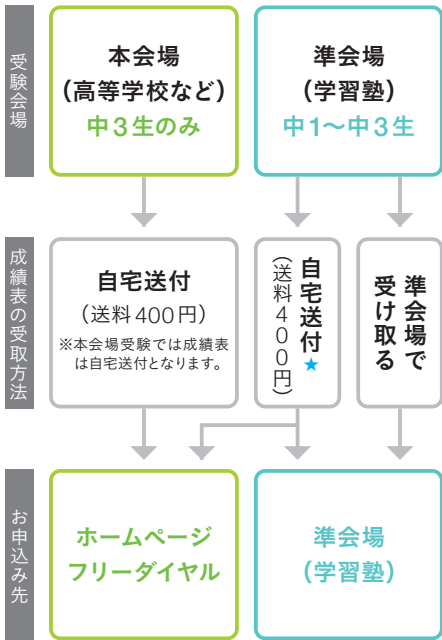 受験会場
本会場
(高等学校など)
中3生のみ
準会場
(学習塾)
中1〜中3生
成績表の受取方法
自宅送付
(送料400円)
※本会場受験では成績表
は自宅送付となります。
自宅送付★
(送料400円)
準会場で
受け取る
お申込み先
ホームページ
フリーダイヤル
準会場
(学習塾)